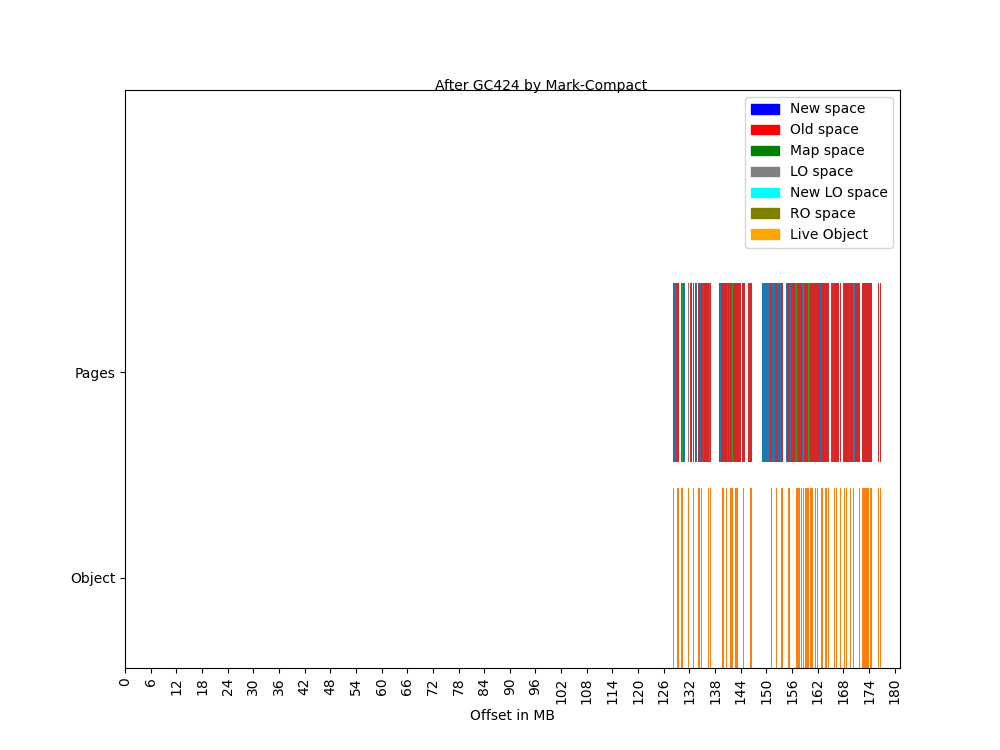 After GC424 by Mark-Compact
New space
Old space
Map space
LO space
New LO space
RO space
Live Object
Pages
Object
0 6 12 18 24 30 36 42 48 54 60 66 72 78 84 90 96 102 108 114 120 126 132 138 144 150 156 162 168 174 180
Offset in MB